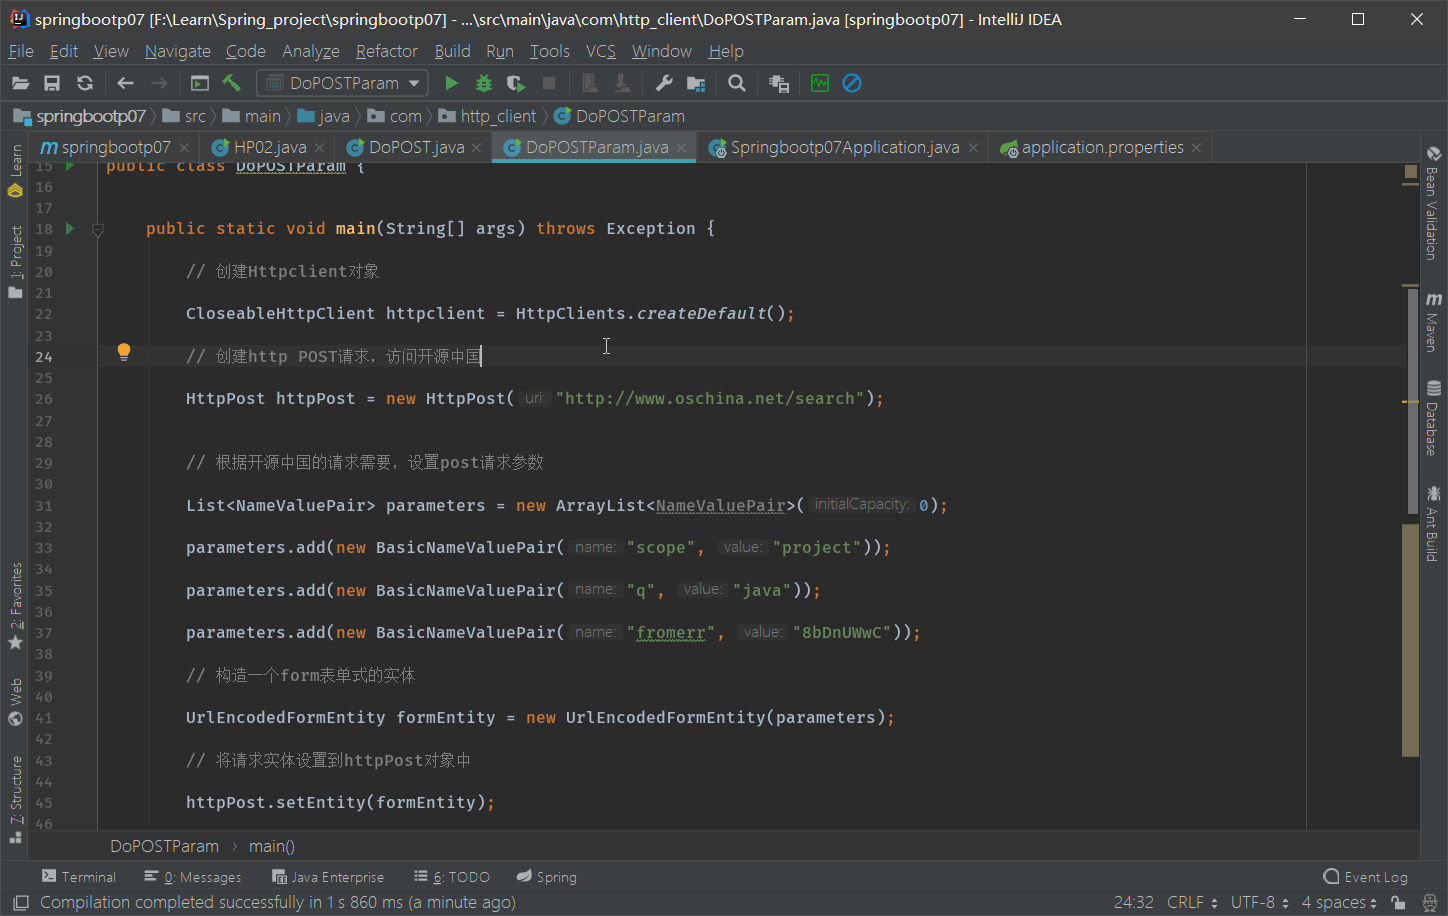 springbootp07 [F:\Learn\Spring_project\springbootp07] - ...\src\main\java\com\http_client\DoPOSTParam.java [springbootp07] - IntelliJ IDEA
File Edit View Navigate Code Analyze Refactor Build Run Tools VCS Window Help
DoPOSTParam
springbootp07 src main java com http_client DoPOSTParam
springbootp07 HP02.java DoPOST.java DoPOSTParam.java Springbootp07Application.java application.properties
Learn
1: Project
2: Favorites
Web
7: Structure
15 public class DoPOSTParam {
16
17
18 public static void main(String[] args) throws Exception {
19
20 // 创建Httpclient对象
21
22 CloseableHttpClient httpclient = HttpClients.createDefault();
23
24 // 创建http POST请求，访问开源中国
25
26 HttpPost httpPost = new HttpPost( uri: "http://www.oschina.net/search");
27
28
29 // 根据开源中国的请求需要，设置post请求参数
30
31 List<NameValuePair> parameters = new ArrayList<NameValuePair>( initialCapacity: 0);
32
33 parameters.add(new BasicNameValuePair( name: "scope", value: "project"));
34
35 parameters.add(new BasicNameValuePair( name: "q", value: "java"));
36
37 parameters.add(new BasicNameValuePair( name: "fromerr", value: "8bDnUWwC"));
38
39 // 构造一个form表单式的实体
40
41 UrlEncodedFormEntity formEntity = new UrlEncodedFormEntity(parameters);
42
43 // 将请求实体设置到httpPost对象中
44
45 httpPost.setEntity(formEntity);
46
Bean Validation
Maven
Database
Ant Build
DoPOSTParam › main()
Terminal 0: Messages Java Enterprise 6: TODO Spring Event Log
Compilation completed successfully in 1 s 860 ms (a minute ago) 24:32 CRLF UTF-8 4 spaces